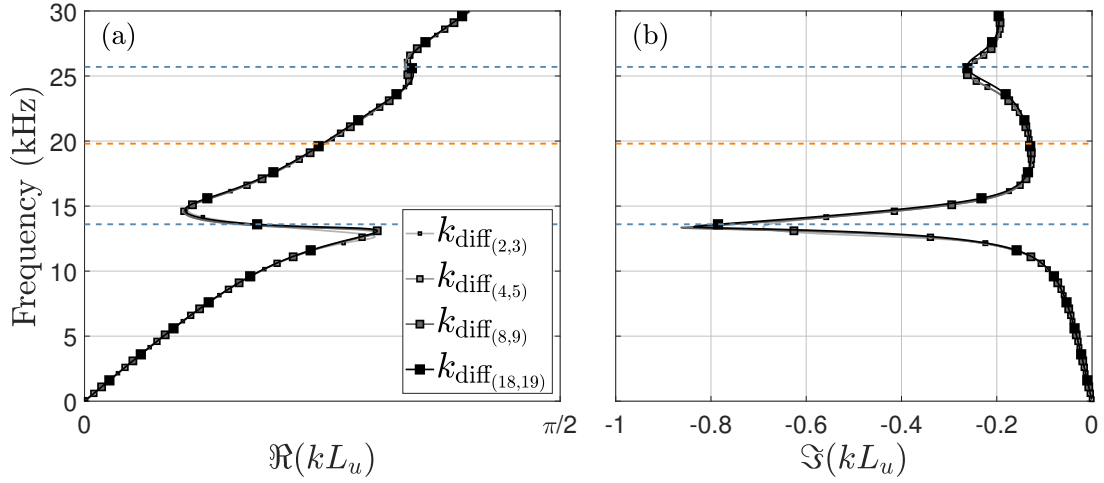 (a)
(b)
Frequency (kHz)
30
25
20
15
10
5
0
k_diff(2,3)
k_diff(4,5)
k_diff(8,9)
k_diff(18,19)
0
π/2
ℜ(kL_u)
-1
-0.8
-0.6
-0.4
-0.2
0
ℑ(kL_u)